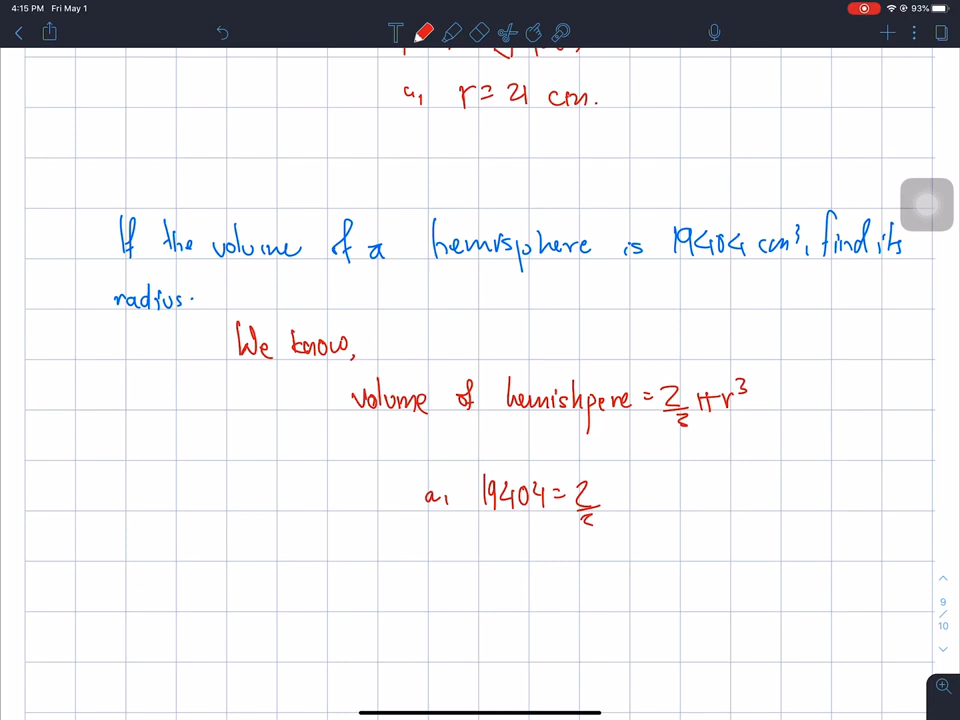 4:15 PM Fri May 1
93%
T
a, r = 21 cm.
If the volume of a hemisphere is 19404 cm³, find its
radius.
We know,
volume of hemishpere = 2/3 πr³
a, 19404 = 2/3
9
/
10